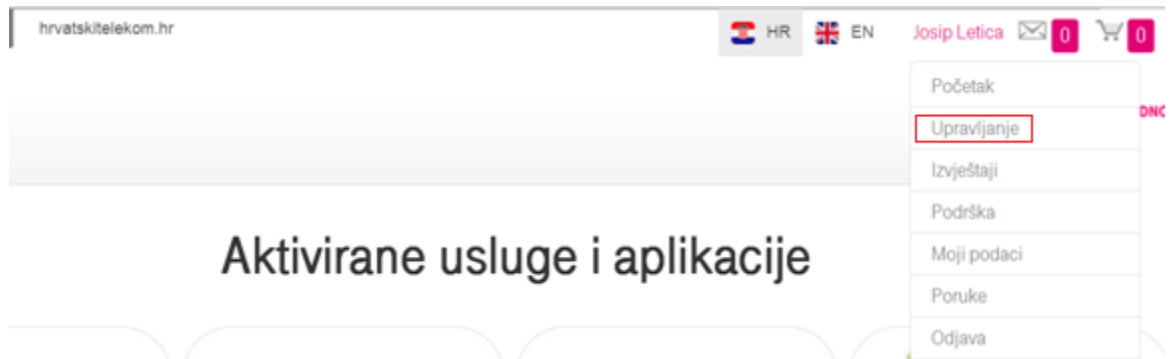 hrvatskitelekom.hr HR EN Josip Letica 0 0
Početak
DNO
Upravljanje
Izvještaji
Podrška
Aktivirane usluge i aplikacije
Moji podaci
Poruke
Odjava